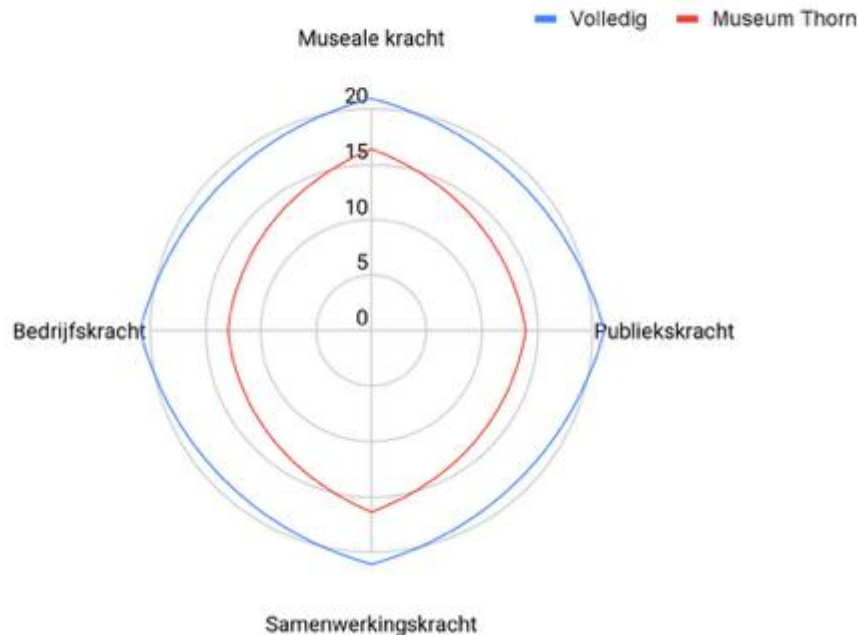 Volledig Museum Thorn
Museale kracht
20
15
10
5
0
Bedrijfskracht
Publiekskracht
Samenwerkingskracht